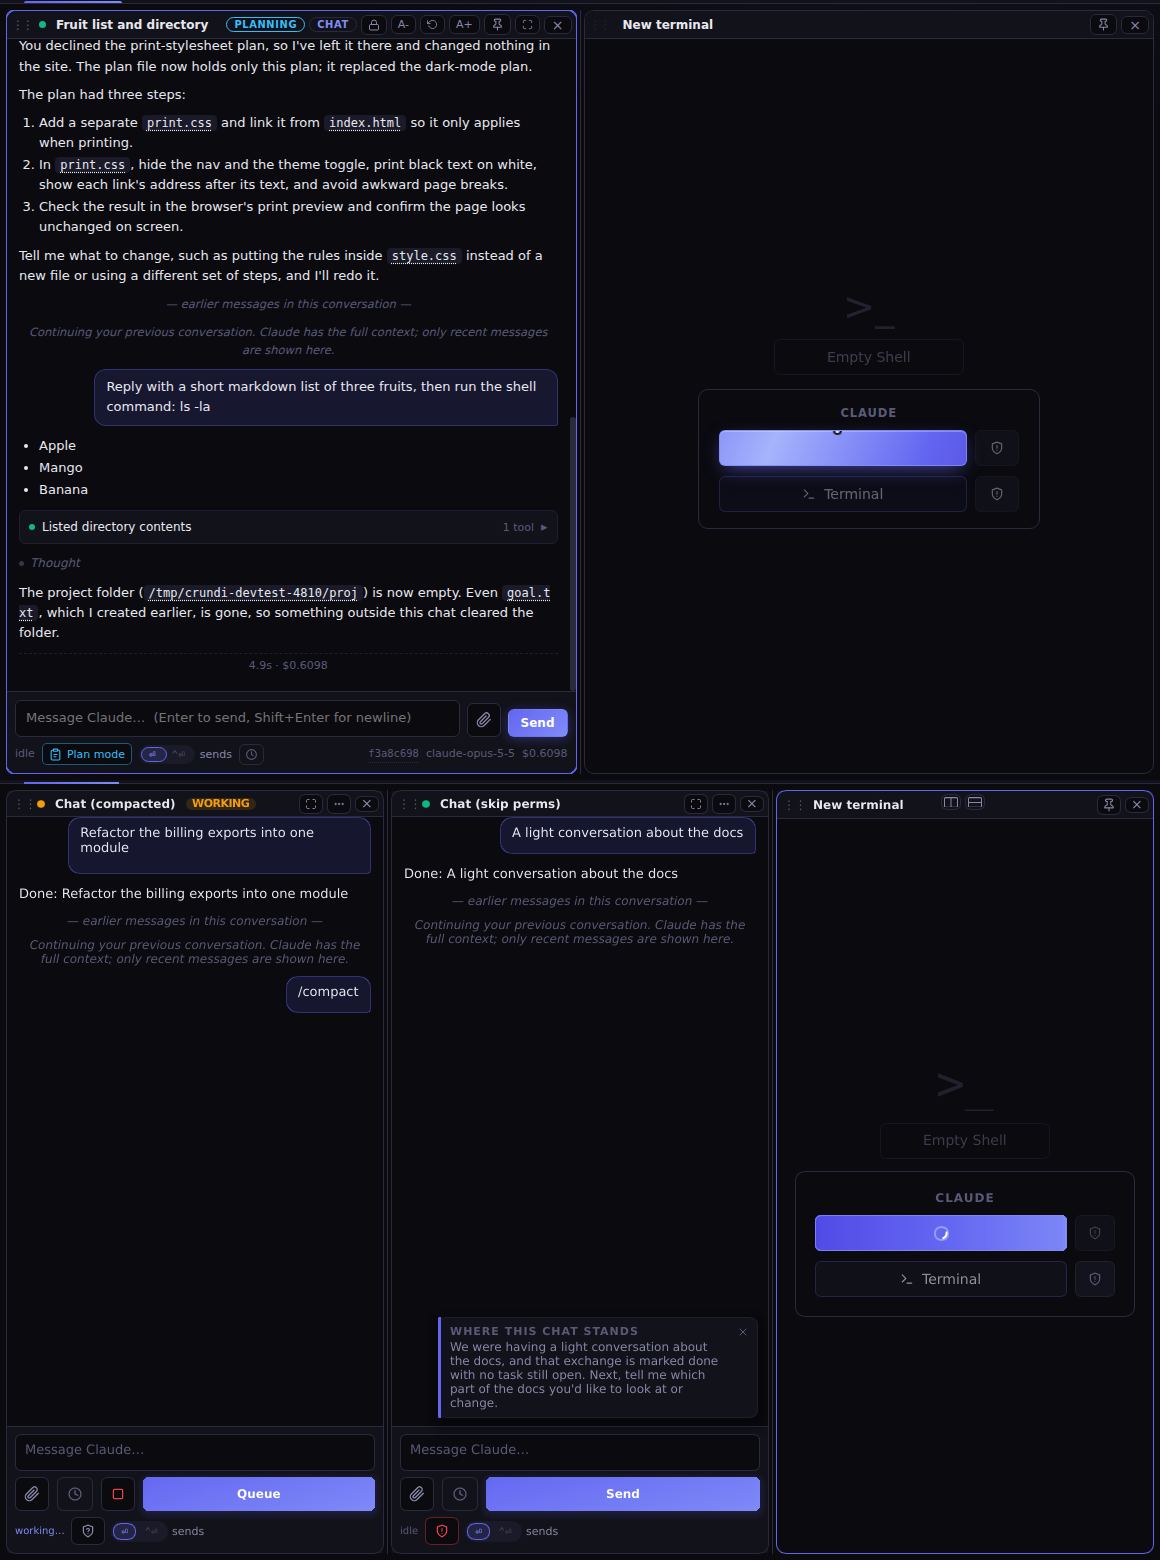 Fruit list and directory PLANNING CHAT A- A+
You declined the print-stylesheet plan, so I've left it there and changed nothing in
the site. The plan file now holds only this plan; it replaced the dark-mode plan.
The plan had three steps:
1. Add a separate print.css and link it from index.html so it only applies
when printing.
2. In print.css, hide the nav and the theme toggle, print black text on white,
show each link's address after its text, and avoid awkward page breaks.
3. Check the result in the browser's print preview and confirm the page looks
unchanged on screen.
Tell me what to change, such as putting the rules inside style.css instead of a
new file or using a different set of steps, and I'll redo it.
— earlier messages in this conversation —
Continuing your previous conversation. Claude has the full context; only recent messages
are shown here.
Reply with a short markdown list of three fruits, then run the shell
command: ls -la
• Apple
• Mango
• Banana
Listed directory contents 1 tool
Thought
The project folder (/tmp/crundi-devtest-4810/proj) is now empty. Even goal.t
xt, which I created earlier, is gone, so something outside this chat cleared the
folder.
4.9s · $0.6098
Message Claude… (Enter to send, Shift+Enter for newline)
Send
idle Plan mode sends f3a8c698 claude-opus-5-5 $0.6098
New terminal
>_
Empty Shell
CLAUDE
Terminal
Chat (compacted) WORKING
Refactor the billing exports into one
module
Done: Refactor the billing exports into one module
— earlier messages in this conversation —
Continuing your previous conversation. Claude has the
full context; only recent messages are shown here.
/compact
Message Claude…
Queue
working… sends
Chat (skip perms)
A light conversation about the docs
Done: A light conversation about the docs
— earlier messages in this conversation —
Continuing your previous conversation. Claude has the
full context; only recent messages are shown here.
WHERE THIS CHAT STANDS
We were having a light conversation about
the docs, and that exchange is marked done
with no task still open. Next, tell me which
part of the docs you'd like to look at or
change.
Message Claude…
Send
idle sends
New terminal
>_
Empty Shell
CLAUDE
Terminal